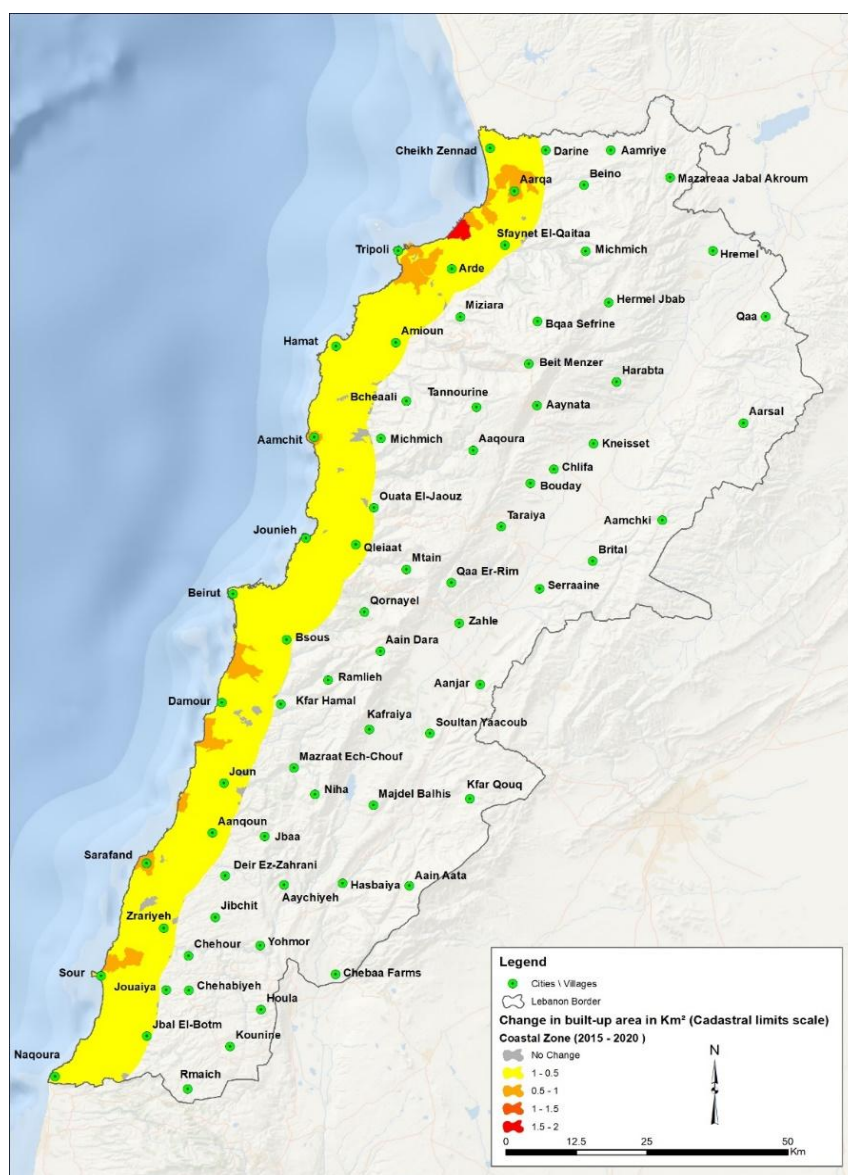 Cheikh Zennad
Darine
Aamriye
Aarqa
Beino
Mazareaa Jabal Akroum
Sfaynet El-Qaitaa
Tripoli
Michmich
Hremel
Arde
Miziara
Hermel Jbab
Bqaa Sefrine
Qaa
Hamat
Amioun
Beit Menzer
Harabta
Bcheaali
Tannourine
Aaynata
Aarsal
Aamchit
Michmich
Aaqoura
Kneisset
Chlifa
Bouday
Ouata El-Jaouz
Taraiya
Aamchki
Jounieh
Qleiaat
Mtain
Brital
Qaa Er-Rim
Serraaine
Beirut
Qornayel
Zahle
Bsous
Aain Dara
Ramlieh
Aanjar
Damour
Kfar Hamal
Kafraiya
Soultan Yaacoub
Mazraat Ech-Chouf
Joun
Niha
Majdel Balhis
Kfar Qouq
Aanqoun
Jbaa
Sarafand
Deir Ez-Zahrani
Aaychiyeh
Hasbaiya
Aain Aata
Jibchit
Zrariyeh
Chehour
Yohmor
Sour
Chebaa Farms
Jouaiya
Chehabiyeh
Houla
Jbal El-Botm
Kounine
Naqoura
Rmaich
Legend
Cities \ Villages
Lebanon Border
Change in built-up area in Km² (Cadastral limits scale)
Coastal Zone (2015 - 2020 )
No Change
1 - 0.5
0.5 - 1
1 - 1.5
1.5 - 2
N
0 12.5 25 50
Km